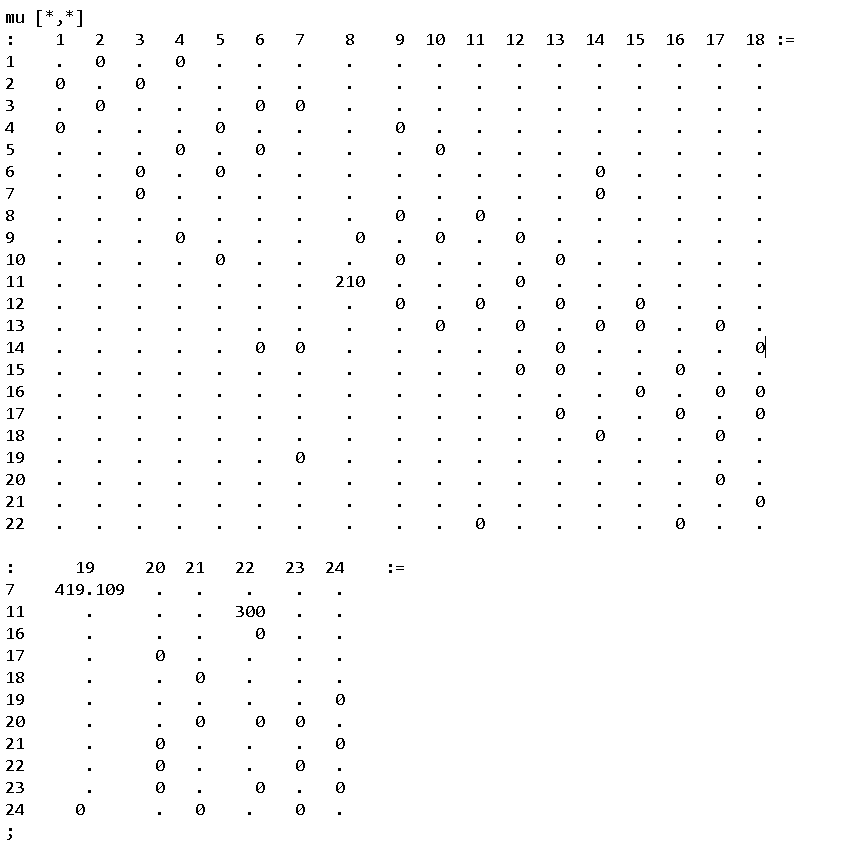 mu [*,*]
:    1   2   3   4   5   6   7    8    9  10  11  12  13  14  15  16  17  18 :=
1    .   0   .   0   .   .   .    .    .   .   .   .   .   .   .   .   .   .
2    0   .   0   .   .   .   .    .    .   .   .   .   .   .   .   .   .   .
3    .   0   .   .   .   0   0    .    .   .   .   .   .   .   .   .   .   .
4    0   .   .   .   0   .   .    .    0   .   .   .   .   .   .   .   .   .
5    .   .   .   0   .   0   .    .    .   0   .   .   .   .   .   .   .   .
6    .   .   0   .   0   .   .    .    .   .   .   .   .   0   .   .   .   .
7    .   .   0   .   .   .   .    .    .   .   .   .   .   0   .   .   .   .
8    .   .   .   .   .   .   .    .    0   .   0   .   .   .   .   .   .   .
9    .   .   .   0   .   .   .     0   .   0   .   0   .   .   .   .   .   .
10   .   .   .   .   0   .   .    .    0   .   .   .   0   .   .   .   .   .
11   .   .   .   .   .   .   .   210   .   .   .   0   .   .   .   .   .   .
12   .   .   .   .   .   .   .    .    0   .   0   .   0   .   0   .   .   .
13   .   .   .   .   .   .   .    .    .   0   .   0   .   0   0   .   0   .
14   .   .   .   .   .   0   0    .    .   .   .   .   0   .   .   .   .   0
15   .   .   .   .   .   .   .    .    .   .   .   0   0   .   .   0   .   .
16   .   .   .   .   .   .   .    .    .   .   .   .   .   .   0   .   0   0
17   .   .   .   .   .   .   .    .    .   .   .   .   0   .   .   0   .   0
18   .   .   .   .   .   .   .    .    .   .   .   .   .   0   .   .   0   .
19   .   .   .   .   .   .   0    .    .   .   .   .   .   .   .   .   .   .
20   .   .   .   .   .   .   .    .    .   .   .   .   .   .   .   .   0   .
21   .   .   .   .   .   .   .    .    .   .   .   .   .   .   .   .   .   0
22   .   .   .   .   .   .   .    .    .   .   0   .   .   .   .   0   .   .
:      19     20  21   22   23  24    :=
7    419.109   .   .    .    .   .
11      .      .   .   300   .   .
16      .      .   .     0   .   .
17      .      0   .    .    .   .
18      .      .   0    .    .   .
19      .      .   .    .    .   0
20      .      .   0     0   0   .
21      .      0   .    .    .   0
22      .      0   .    .    0   .
23      .      0   .     0   .   0
24     0       .   0    .    0   .
;